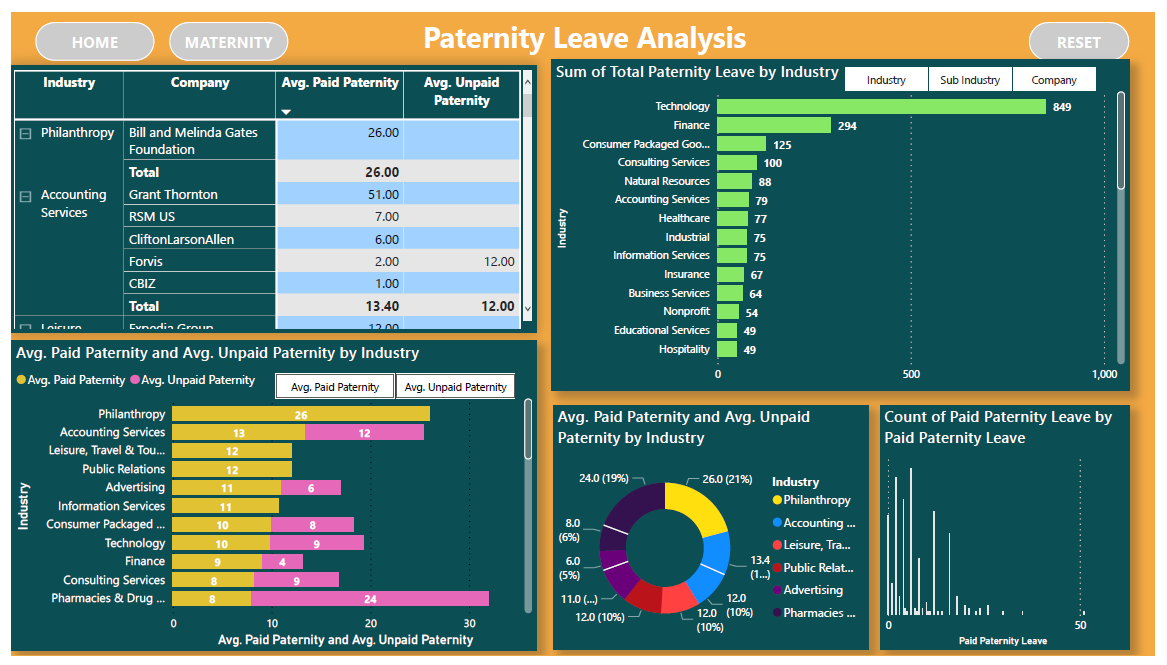 HOME
MATERNITY
Paternity Leave Analysis
RESET
Industry Company Avg. Paid Paternity Avg. Unpaid
Paternity
Philanthropy Bill and Melinda Gates 26.00
Foundation
Total 26.00
Accounting Grant Thornton 51.00
Services RSM US 7.00
CliftonLarsonAllen 6.00
Forvis 2.00 12.00
CBIZ 1.00
Total 13.40 12.00
Leisure Expedia Group 12.00
Sum of Total Paternity Leave by Industry
Industry Sub Industry Company
Technology 849
Finance 294
Consumer Packaged Goo... 125
Consulting Services 100
Natural Resources 88
Accounting Services 79
Healthcare 77
Industrial 75
Information Services 75
Insurance 67
Business Services 64
Nonprofit 54
Educational Services 49
Hospitality 49
Industry
0 500 1,000
Avg. Paid Paternity and Avg. Unpaid Paternity by Industry
Avg. Paid Paternity Avg. Unpaid Paternity
Avg. Paid Paternity Avg. Unpaid Paternity
Philanthropy 26
Accounting Services 13 12
Leisure, Travel & Tou... 12
Public Relations 12
Advertising 11 6
Information Services 11
Consumer Packaged ... 10 8
Technology 10 9
Finance 9 4
Consulting Services 8 9
Pharmacies & Drug ... 8 24
Industry
0 10 20 30
Avg. Paid Paternity and Avg. Unpaid Paternity
Avg. Paid Paternity and Avg. Unpaid
Paternity by Industry
24.0 (19%)
26.0 (21%)
8.0
(6%)
6.0
(5%)
11.0 (...)
12.0 (10%)
12.0
(10%)
12.0
(10%)
13.4
(1...)
Industry
Philanthropy
Accounting ...
Leisure, Tra...
Public Relat...
Advertising
Pharmacies ...
Count of Paid Paternity Leave by
Paid Paternity Leave
0 50
Paid Paternity Leave